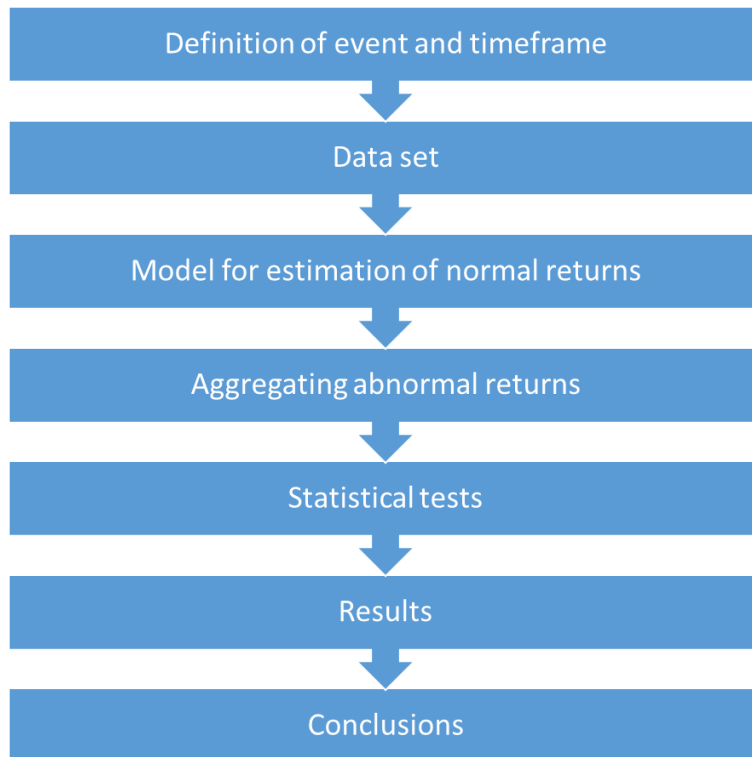 Definition of event and timeframe
Data set
Model for estimation of normal returns
Aggregating abnormal returns
Statistical tests
Results
Conclusions